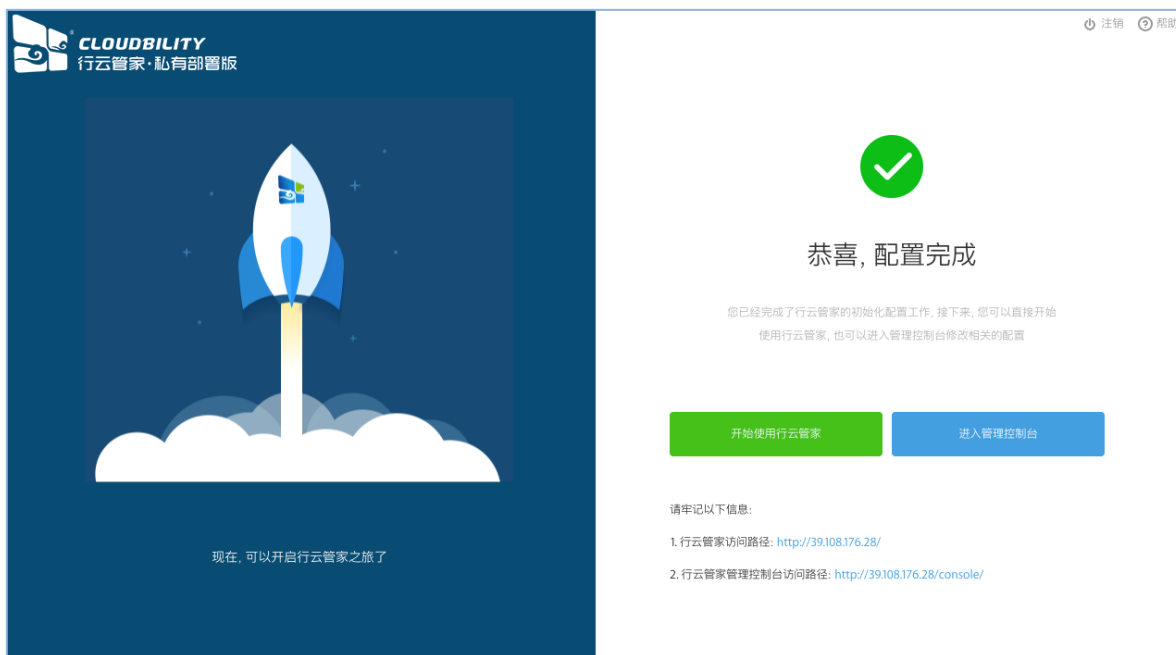 CLOUDBILITY
行云管家·私有部署版
现在, 可以开启行云管家之旅了
注销 帮助
恭喜, 配置完成
您已经完成了行云管家的初始化配置工作, 接下来, 您可以直接开始
使用行云管家, 也可以进入管理控制台修改相关的配置
开始使用行云管家 进入管理控制台
请牢记以下信息:
1. 行云管家访问路径: http://39.108.176.28/
2. 行云管家管理控制台访问路径: http://39.108.176.28/console/